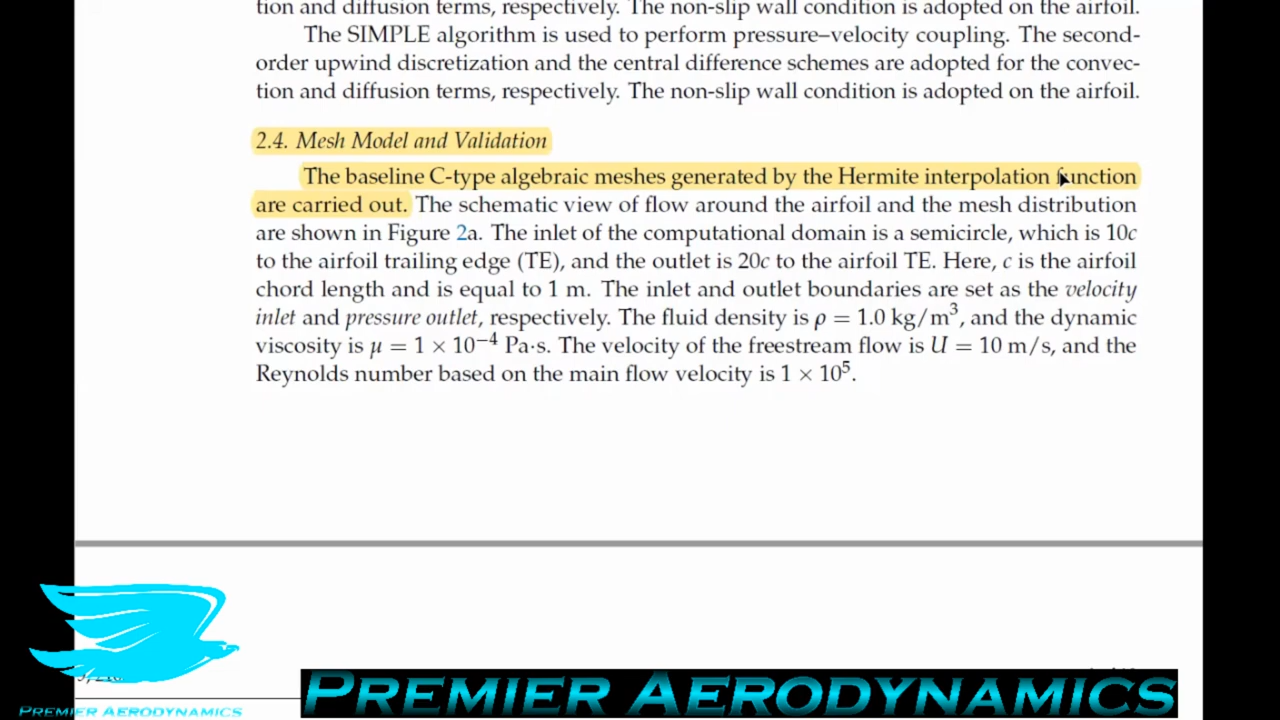 tion and diffusion terms, respectively. The non-slip wall condition is adopted on the airfoil.
The SIMPLE algorithm is used to perform pressure–velocity coupling. The second-
order upwind discretization and the central difference schemes are adopted for the convec-
tion and diffusion terms, respectively. The non-slip wall condition is adopted on the airfoil.
2.4. Mesh Model and Validation
The baseline C-type algebraic meshes generated by the Hermite interpolation function
are carried out. The schematic view of flow around the airfoil and the mesh distribution
are shown in Figure 2a. The inlet of the computational domain is a semicircle, which is 10c
to the airfoil trailing edge (TE), and the outlet is 20c to the airfoil TE. Here, c is the airfoil
chord length and is equal to 1 m. The inlet and outlet boundaries are set as the velocity
inlet and pressure outlet, respectively. The fluid density is ρ = 1.0 kg/m³, and the dynamic
viscosity is μ = 1 × 10⁻⁴ Pa·s. The velocity of the freestream flow is U = 10 m/s, and the
Reynolds number based on the main flow velocity is 1 × 10⁵.
PREMIER AERODYNAMICS
PREMIER AERODYNAMICS